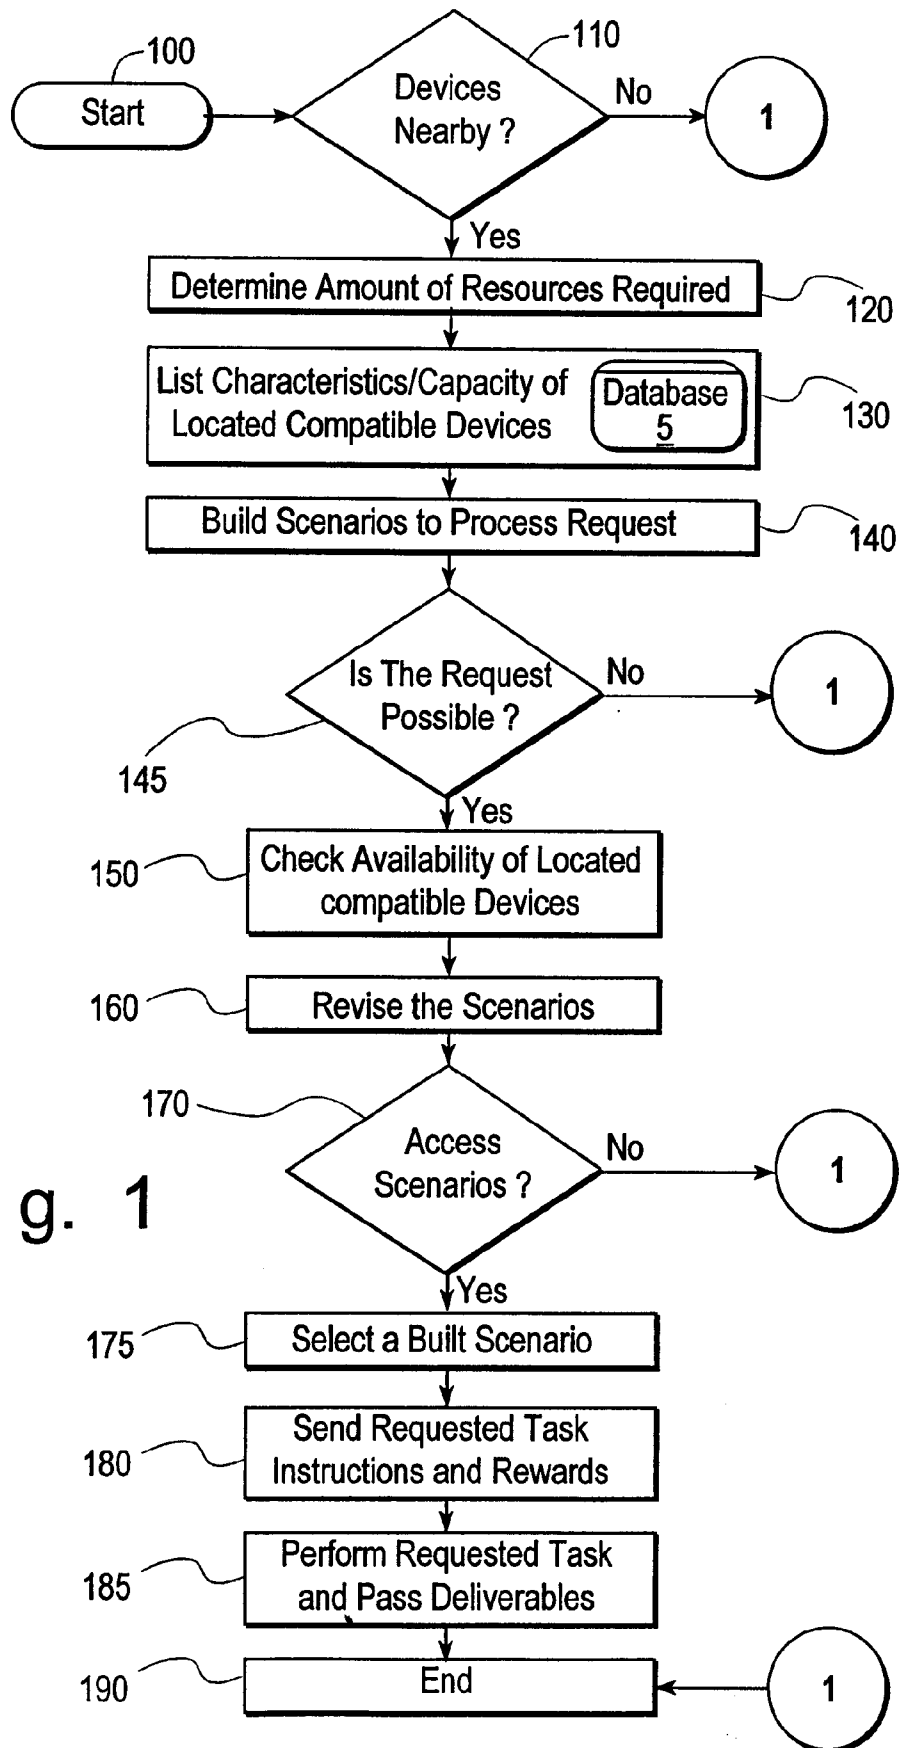 100
110
Start
Devices
Nearby ?
No
1
Yes
Determine Amount of Resources Required
120
List Characteristics/Capacity of
Located Compatible Devices
Database
5
130
Build Scenarios to Process Request
140
Is The Request
Possible ?
No
1
145
Yes
Check Availability of Located
compatible Devices
150
Revise the Scenarios
160
170
Access
Scenarios ?
No
1
g. 1
Yes
Select a Built Scenario
175
Send Requested Task
Instructions and Rewards
180
Perform Requested Task
and Pass Deliverables
185
End
190
1